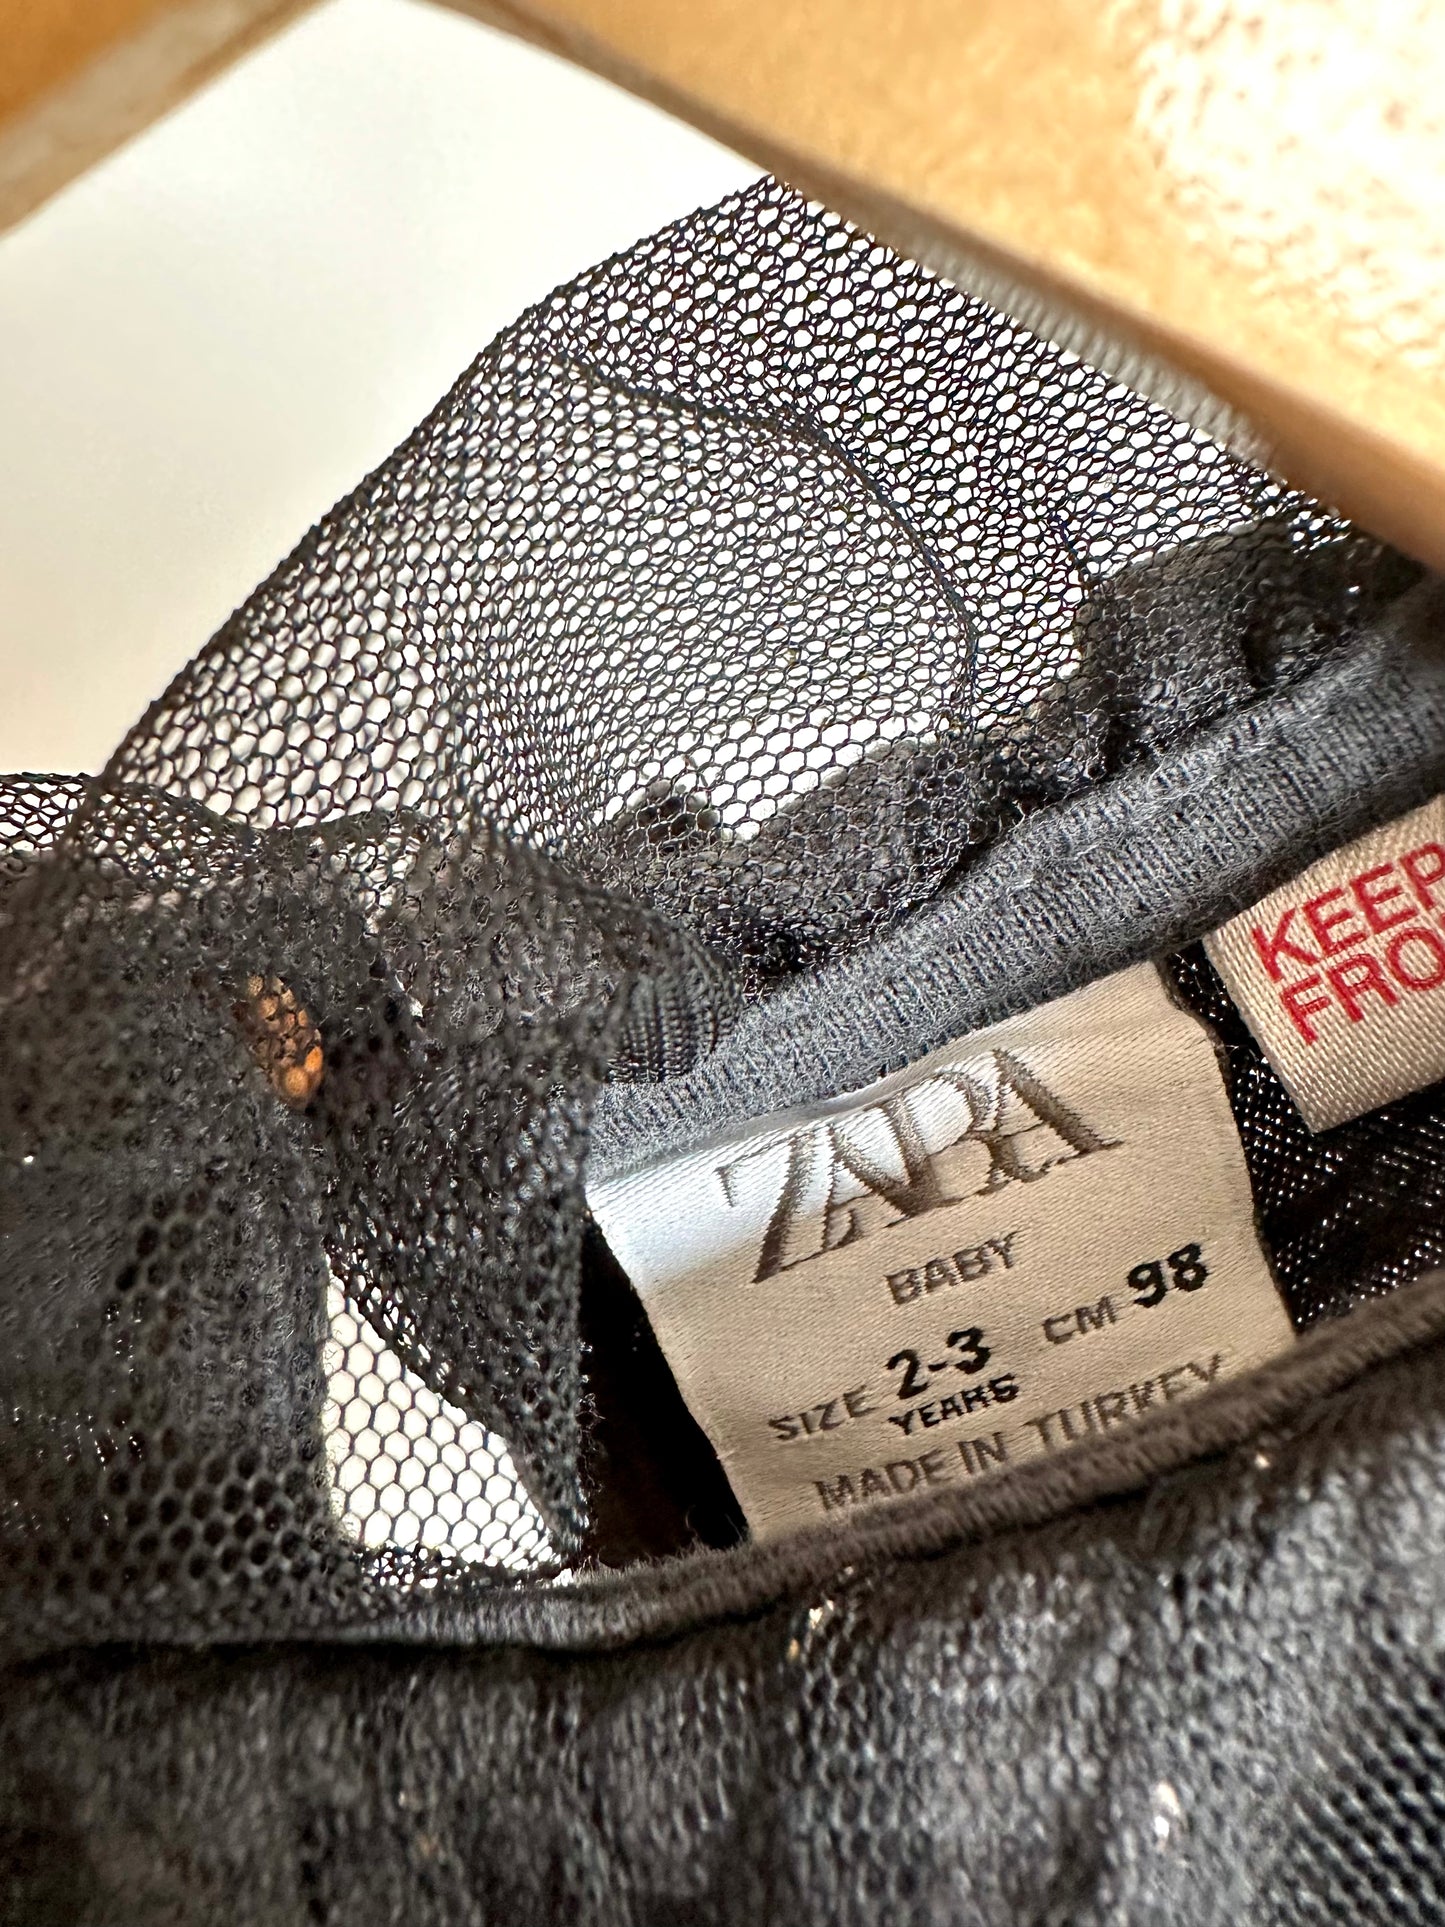 ZARA
BABY
SIZE 2-3 CM 98
YEARS
MADE IN TURKEY
KEEP
FRO